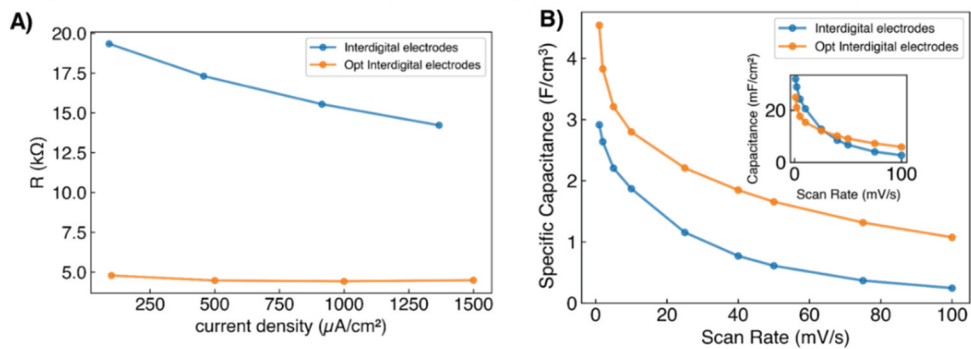 A)
R (kΩ)
20.0
17.5
15.0
12.5
10.0
7.5
5.0
250 500 750 1000 1250 1500
current density (μA/cm²)
Interdigital electrodes
Opt Interdigital electrodes
B)
Specific Capacitance (F/cm³)
4
3
2
1
0
0 20 40 60 80 100
Scan Rate (mV/s)
Interdigital electrodes
Opt Interdigital electrodes
Capacitance (mF/cm²)
20
0
0 100
Scan Rate (mV/s)